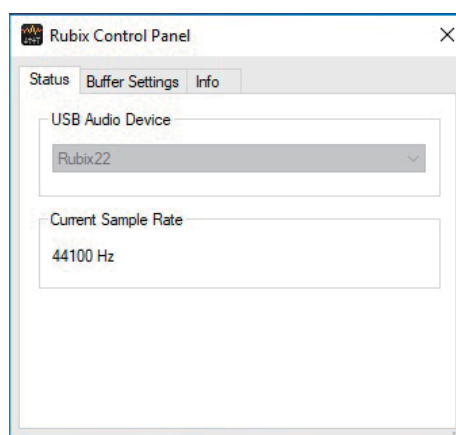 Rubix Control Panel
Status Buffer Settings Info
USB Audio Device
Rubix22
Current Sample Rate
44100 Hz